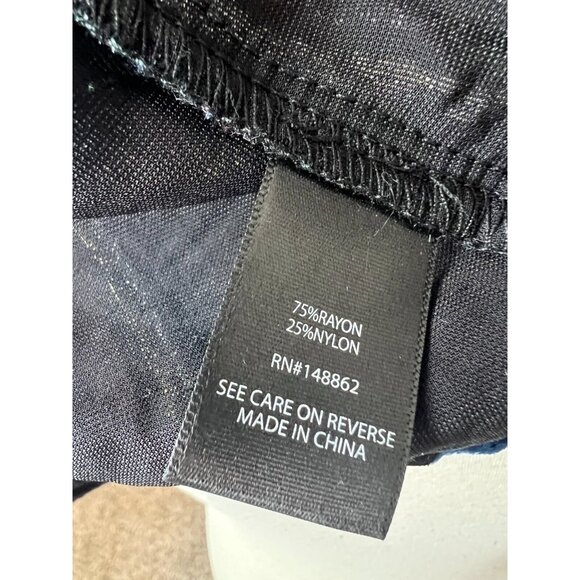 75%RAYON
25%NYLON
RN#148862
SEE CARE ON REVERSE
MADE IN CHINA